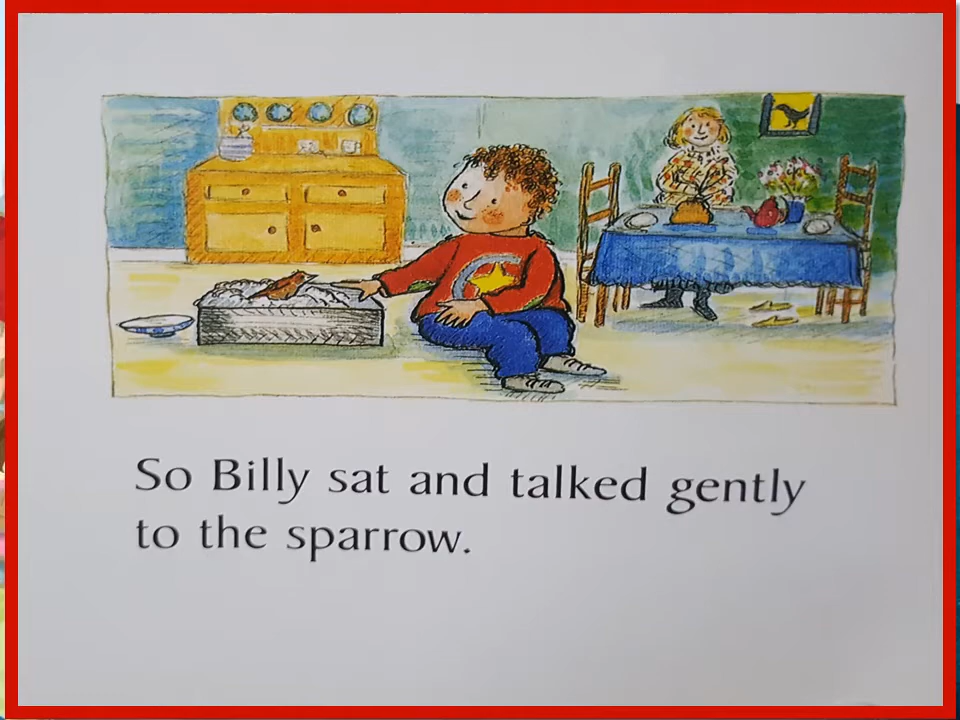 So Billy sat and talked gently
to the sparrow.